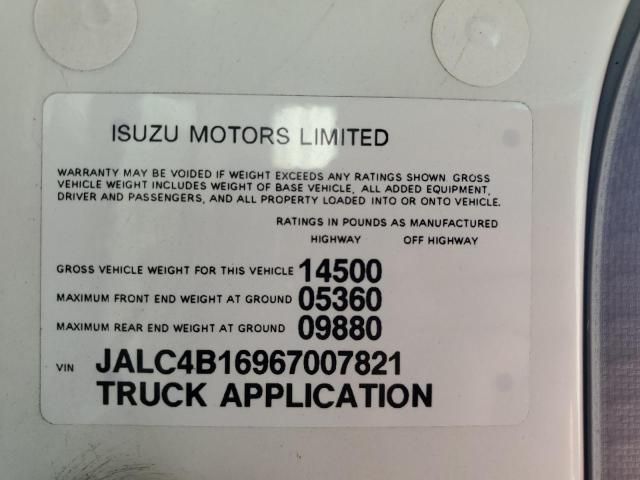 ISUZU MOTORS LIMITED
WARRANTY MAY BE VOIDED IF WEIGHT EXCEEDS ANY RATINGS SHOWN GROSS
VEHICLE WEIGHT INCLUDES WEIGHT OF BASE VEHICLE, ALL ADDED EQUIPMENT,
DRIVER AND PASSENGERS, AND ALL PROPERTY LOADED INTO OR ONTO VEHICLE.
RATINGS IN POUNDS AS MANUFACTURED
HIGHWAY OFF HIGHWAY
GROSS VEHICLE WEIGHT FOR THIS VEHICLE 14500
MAXIMUM FRONT END WEIGHT AT GROUND 05360
MAXIMUM REAR END WEIGHT AT GROUND 09880
VIN JALC4B16967007821
TRUCK APPLICATION